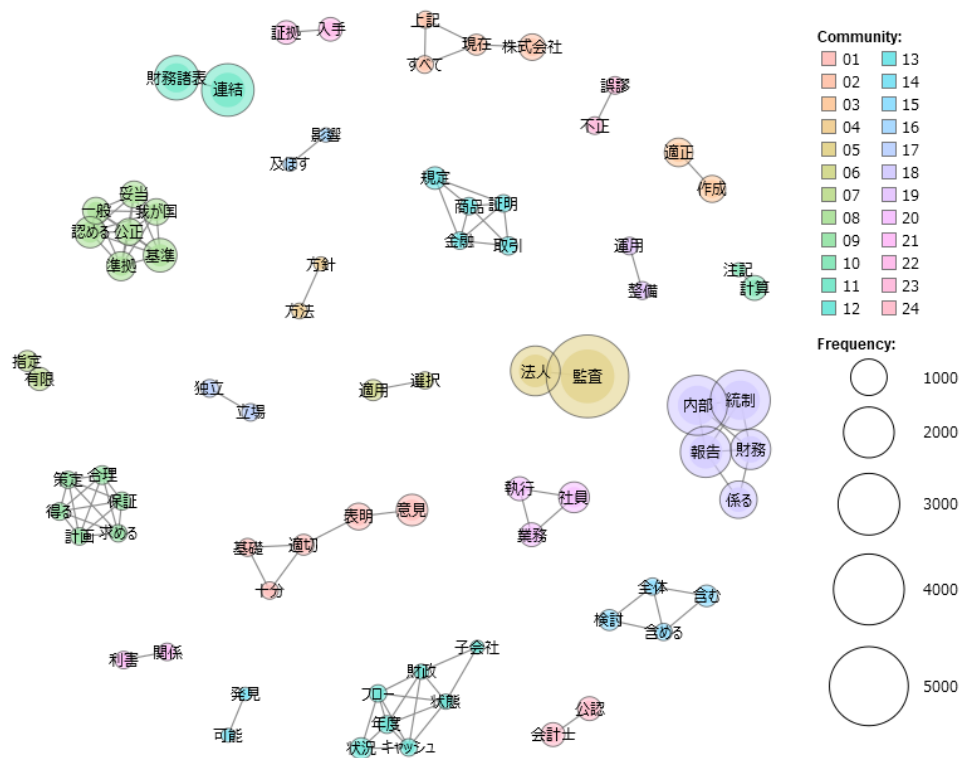 証拠 入手
上記
現在 株式会社
すべて
財務諸表 連結
誤謬
不正
影響
及ぼす
適正
作成
妥当
一般 我が国
認める 公正
準拠 基準
規定
商品 証明
金融 取引
運用
整備
注記
計算
方針
方法
指定
有限
独立
立場
適用 選択
法人 監査
内部 統制
報告 財務
係る
策定 合理
得る 保証
計画 求める
表明 意見
基礎 適切
十分
執行 社員
業務
全体 含む
検討 含める
利害 関係
発見
可能
子会社
財政
フロー 状態
年度
状況 キャッシュ
公認
会計士
Community:
01 13
02 14
03 15
04 16
05 17
06 18
07 19
08 20
09 21
10 22
11 23
12 24
Frequency:
1000
2000
3000
4000
5000